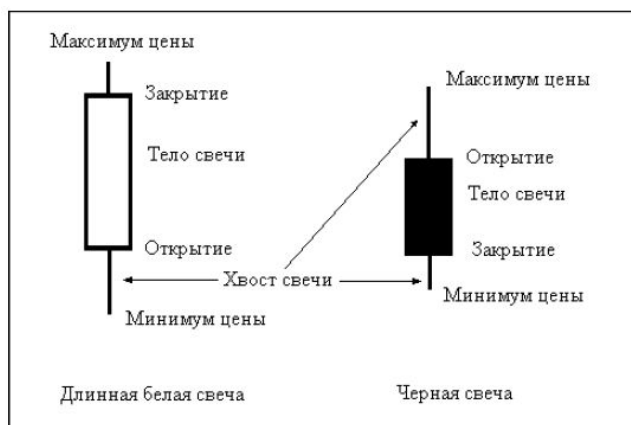 Максимум цены
Закрытие
Тело свечи
Открытие
Минимум цены
Хвост свечи
Максимум цены
Открытие
Тело свечи
Закрытие
Минимум цены
Длинная белая свеча
Черная свеча